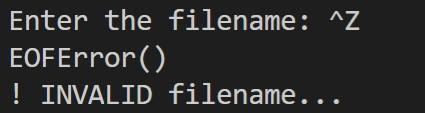 Enter the filename: ^Z
EOFError()
! INVALID filename...